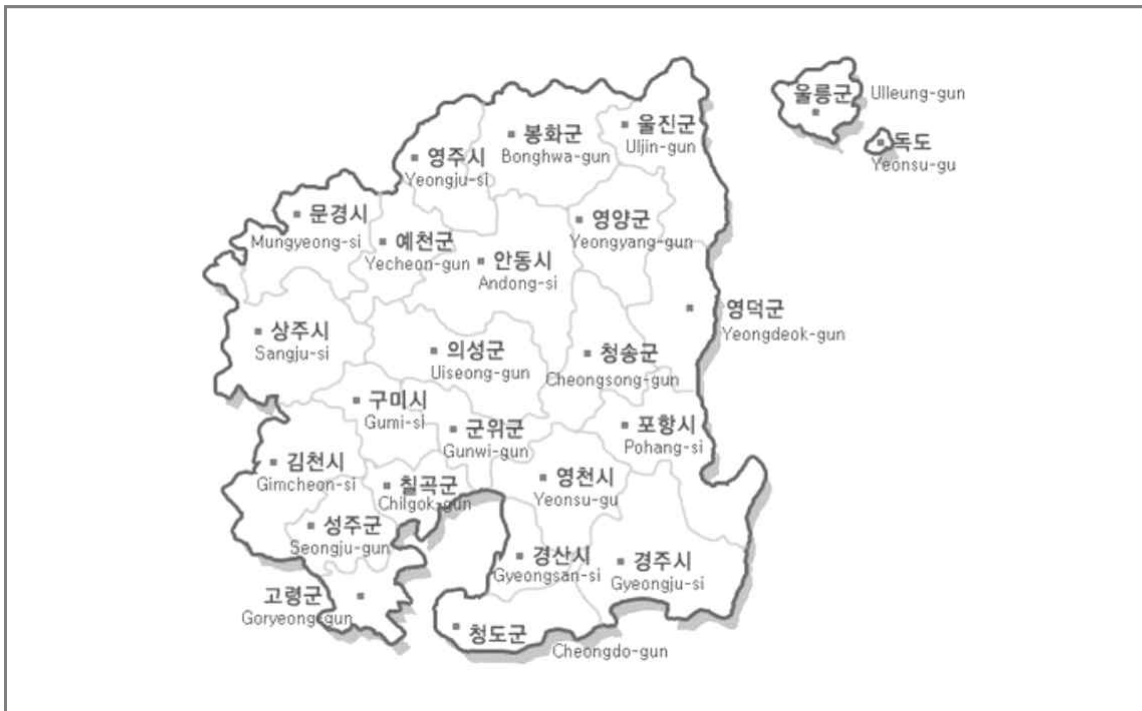 울릉군
Ulleung-gun
독도
Yeonsu-gu
울진군
Uljin-gun
봉화군
Bonghwa-gun
영주시
Yeongju-si
문경시
Mungyeong-si
예천군
Yecheon-gun
영양군
Yeongyang-gun
안동시
Andong-si
영덕군
Yeongdeok-gun
상주시
Sangju-si
의성군
Uiseong-gun
청송군
Cheongsong-gun
구미시
Gumi-si
군위군
Gunwi-gun
포항시
Pohang-si
김천시
Gimcheon-si
칠곡군
Chilgok-gun
영천시
Yeonsu-gu
성주군
Seongju-gun
경산시
Gyeongsan-si
경주시
Gyeongju-si
고령군
Goryeong-gun
청도군
Cheongdo-gun